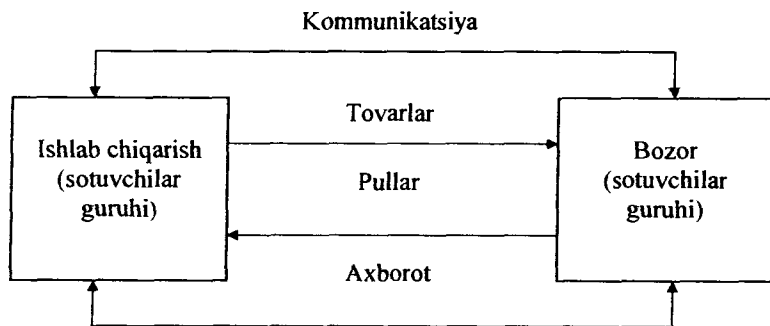 Kommunikatsiya
Tovarlar
Ishlab chiqarish
(sotuvchilar
guruhi)
Pullar
Bozor
(sotuvchilar
guruhi)
Axborot